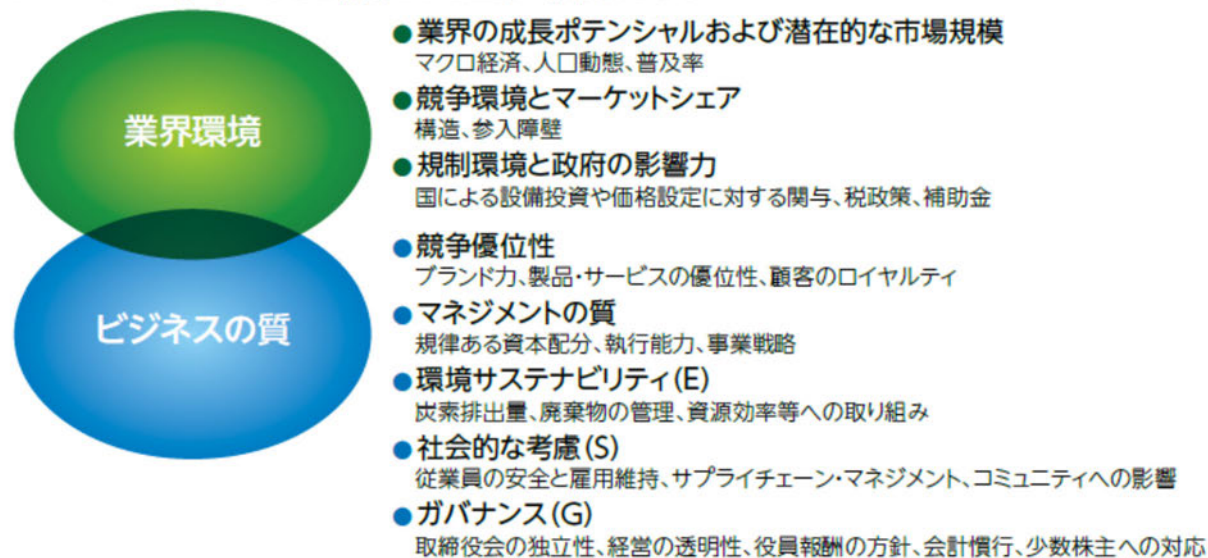 業界環境
●業界の成長ポテンシャルおよび潜在的な市場規模
マクロ経済、人口動態、普及率
●競争環境とマーケットシェア
構造、参入障壁
●規制環境と政府の影響力
国による設備投資や価格設定に対する関与、税政策、補助金
ビジネスの質
●競争優位性
ブランド力、製品・サービスの優位性、顧客のロイヤルティ
●マネジメントの質
規律ある資本配分、執行能力、事業戦略
●環境サステナビリティ(E)
炭素排出量、廃棄物の管理、資源効率等への取り組み
●社会的な考慮(S)
従業員の安全と雇用維持、サプライチェーン・マネジメント、コミュニティへの影響
●ガバナンス(G)
取締役会の独立性、経営の透明性、役員報酬の方針、会計慣行、少数株主への対応